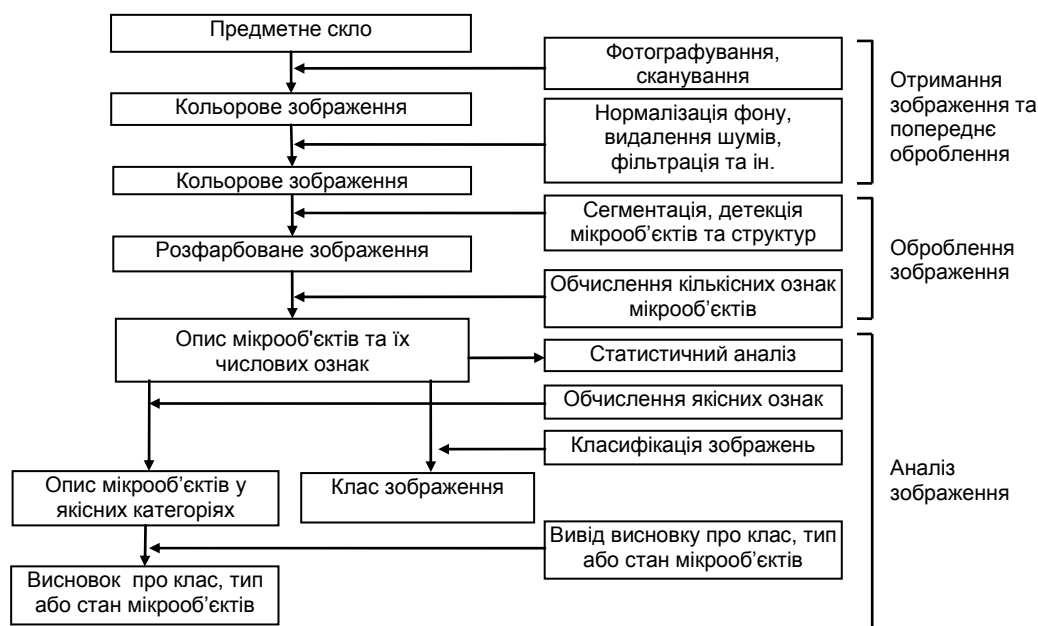 Предметне скло
Фотографування,
сканування
Кольорове зображення
Нормалізація фону,
видалення шумів,
фільтрація та ін.
Отримання
зображення та
попереднє
оброблення
Кольорове зображення
Сегментація, детекція
мікрооб’єктів та структур
Розфарбоване зображення
Оброблення
зображення
Обчислення кількісних ознак
мікрооб’єктів
Опис мікрооб'єктів та їх
числових ознак
Статистичний аналіз
Обчислення якісних ознак
Класифікація зображень
Аналіз
зображення
Опис мікрооб’єктів у
якісних категоріях
Клас зображення
Вивід висновку про клас, тип
або стан мікрооб’єктів
Висновок про клас, тип
або стан мікрооб’єктів